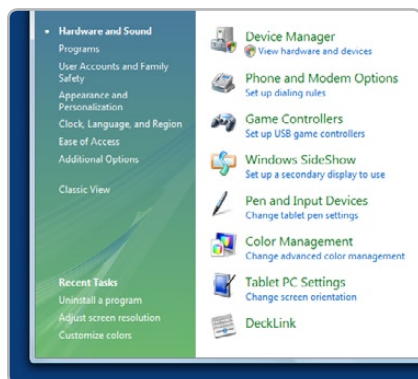 Hardware and Sound
Programs
User Accounts and Family
Safety
Appearance and
Personalization
Clock, Language, and Region
Ease of Access
Additional Options
Classic View
Recent Tasks
Uninstall a program
Adjust screen resolution
Customize colors
Device Manager
View hardware and devices
Phone and Modem Options
Set up dialing rules
Game Controllers
Set up USB game controllers
Windows SideShow
Set up a secondary display to use
Pen and Input Devices
Change tablet pen settings
Color Management
Change advanced color management
Tablet PC Settings
Change screen orientation
DeckLink